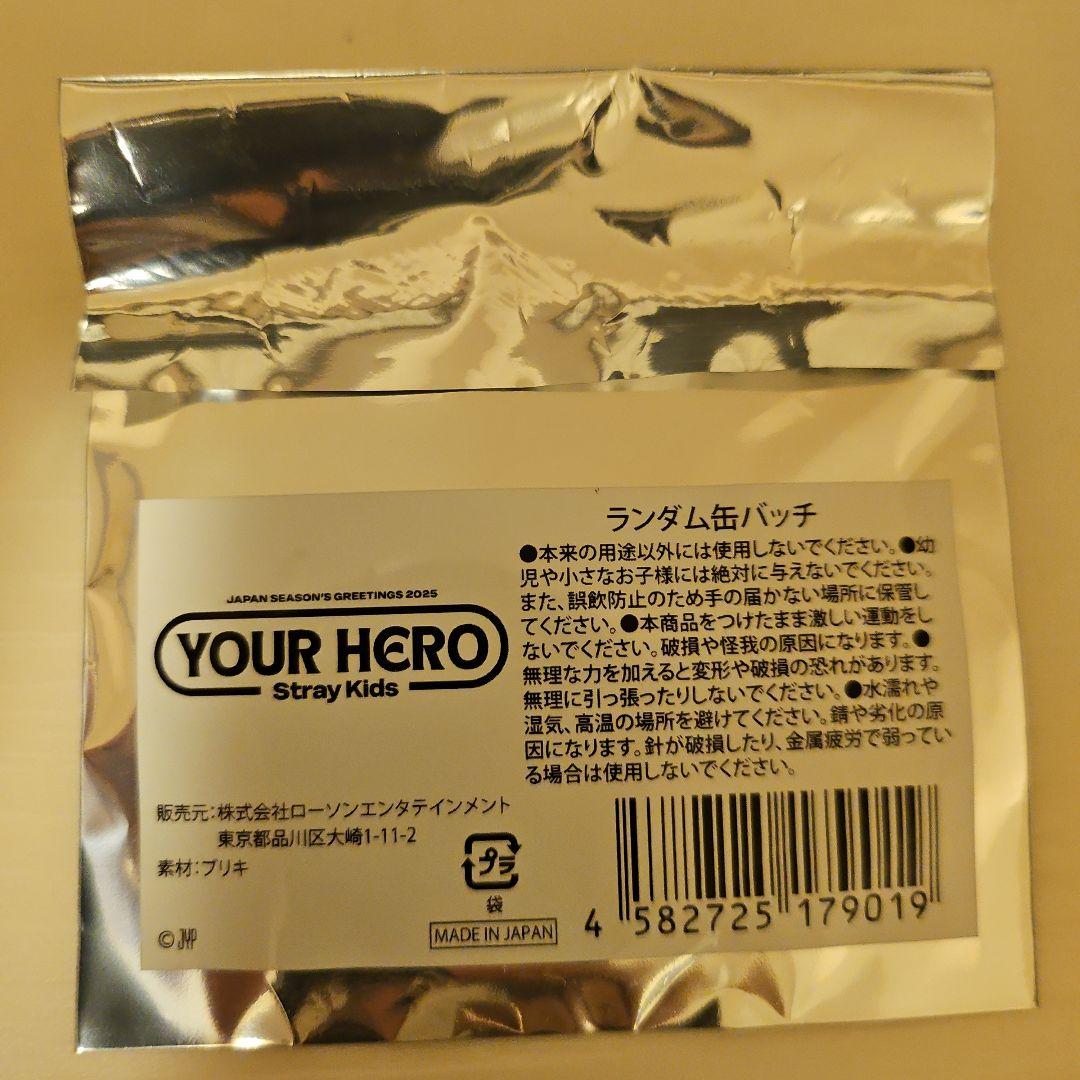 JAPAN SEASON'S GREETINGS 2025
YOUR HERO
Stray Kids
ランダム缶バッチ
●本来の用途以外には使用しないでください。●幼
児や小さなお子様には絶対に与えないでください。
また、誤飲防止のため手の届かない場所に保管し
てください。●本商品をつけたまま激しい運動をし
ないでください。破損や怪我の原因になります。●
無理な力を加えると変形や破損の恐れがあります。
無理に引っ張ったりしないでください。●水濡れや
湿気、高温の場所を避けてください。錆や劣化の原
因になります。針が破損したり、金属疲労で弱ってい
る場合は使用しないでください。
販売元:株式会社ローソンエンタテインメント
東京都品川区大崎1-11-2
素材:ブリキ
プラ
袋
© JYP
MADE IN JAPAN
4 582725 179019